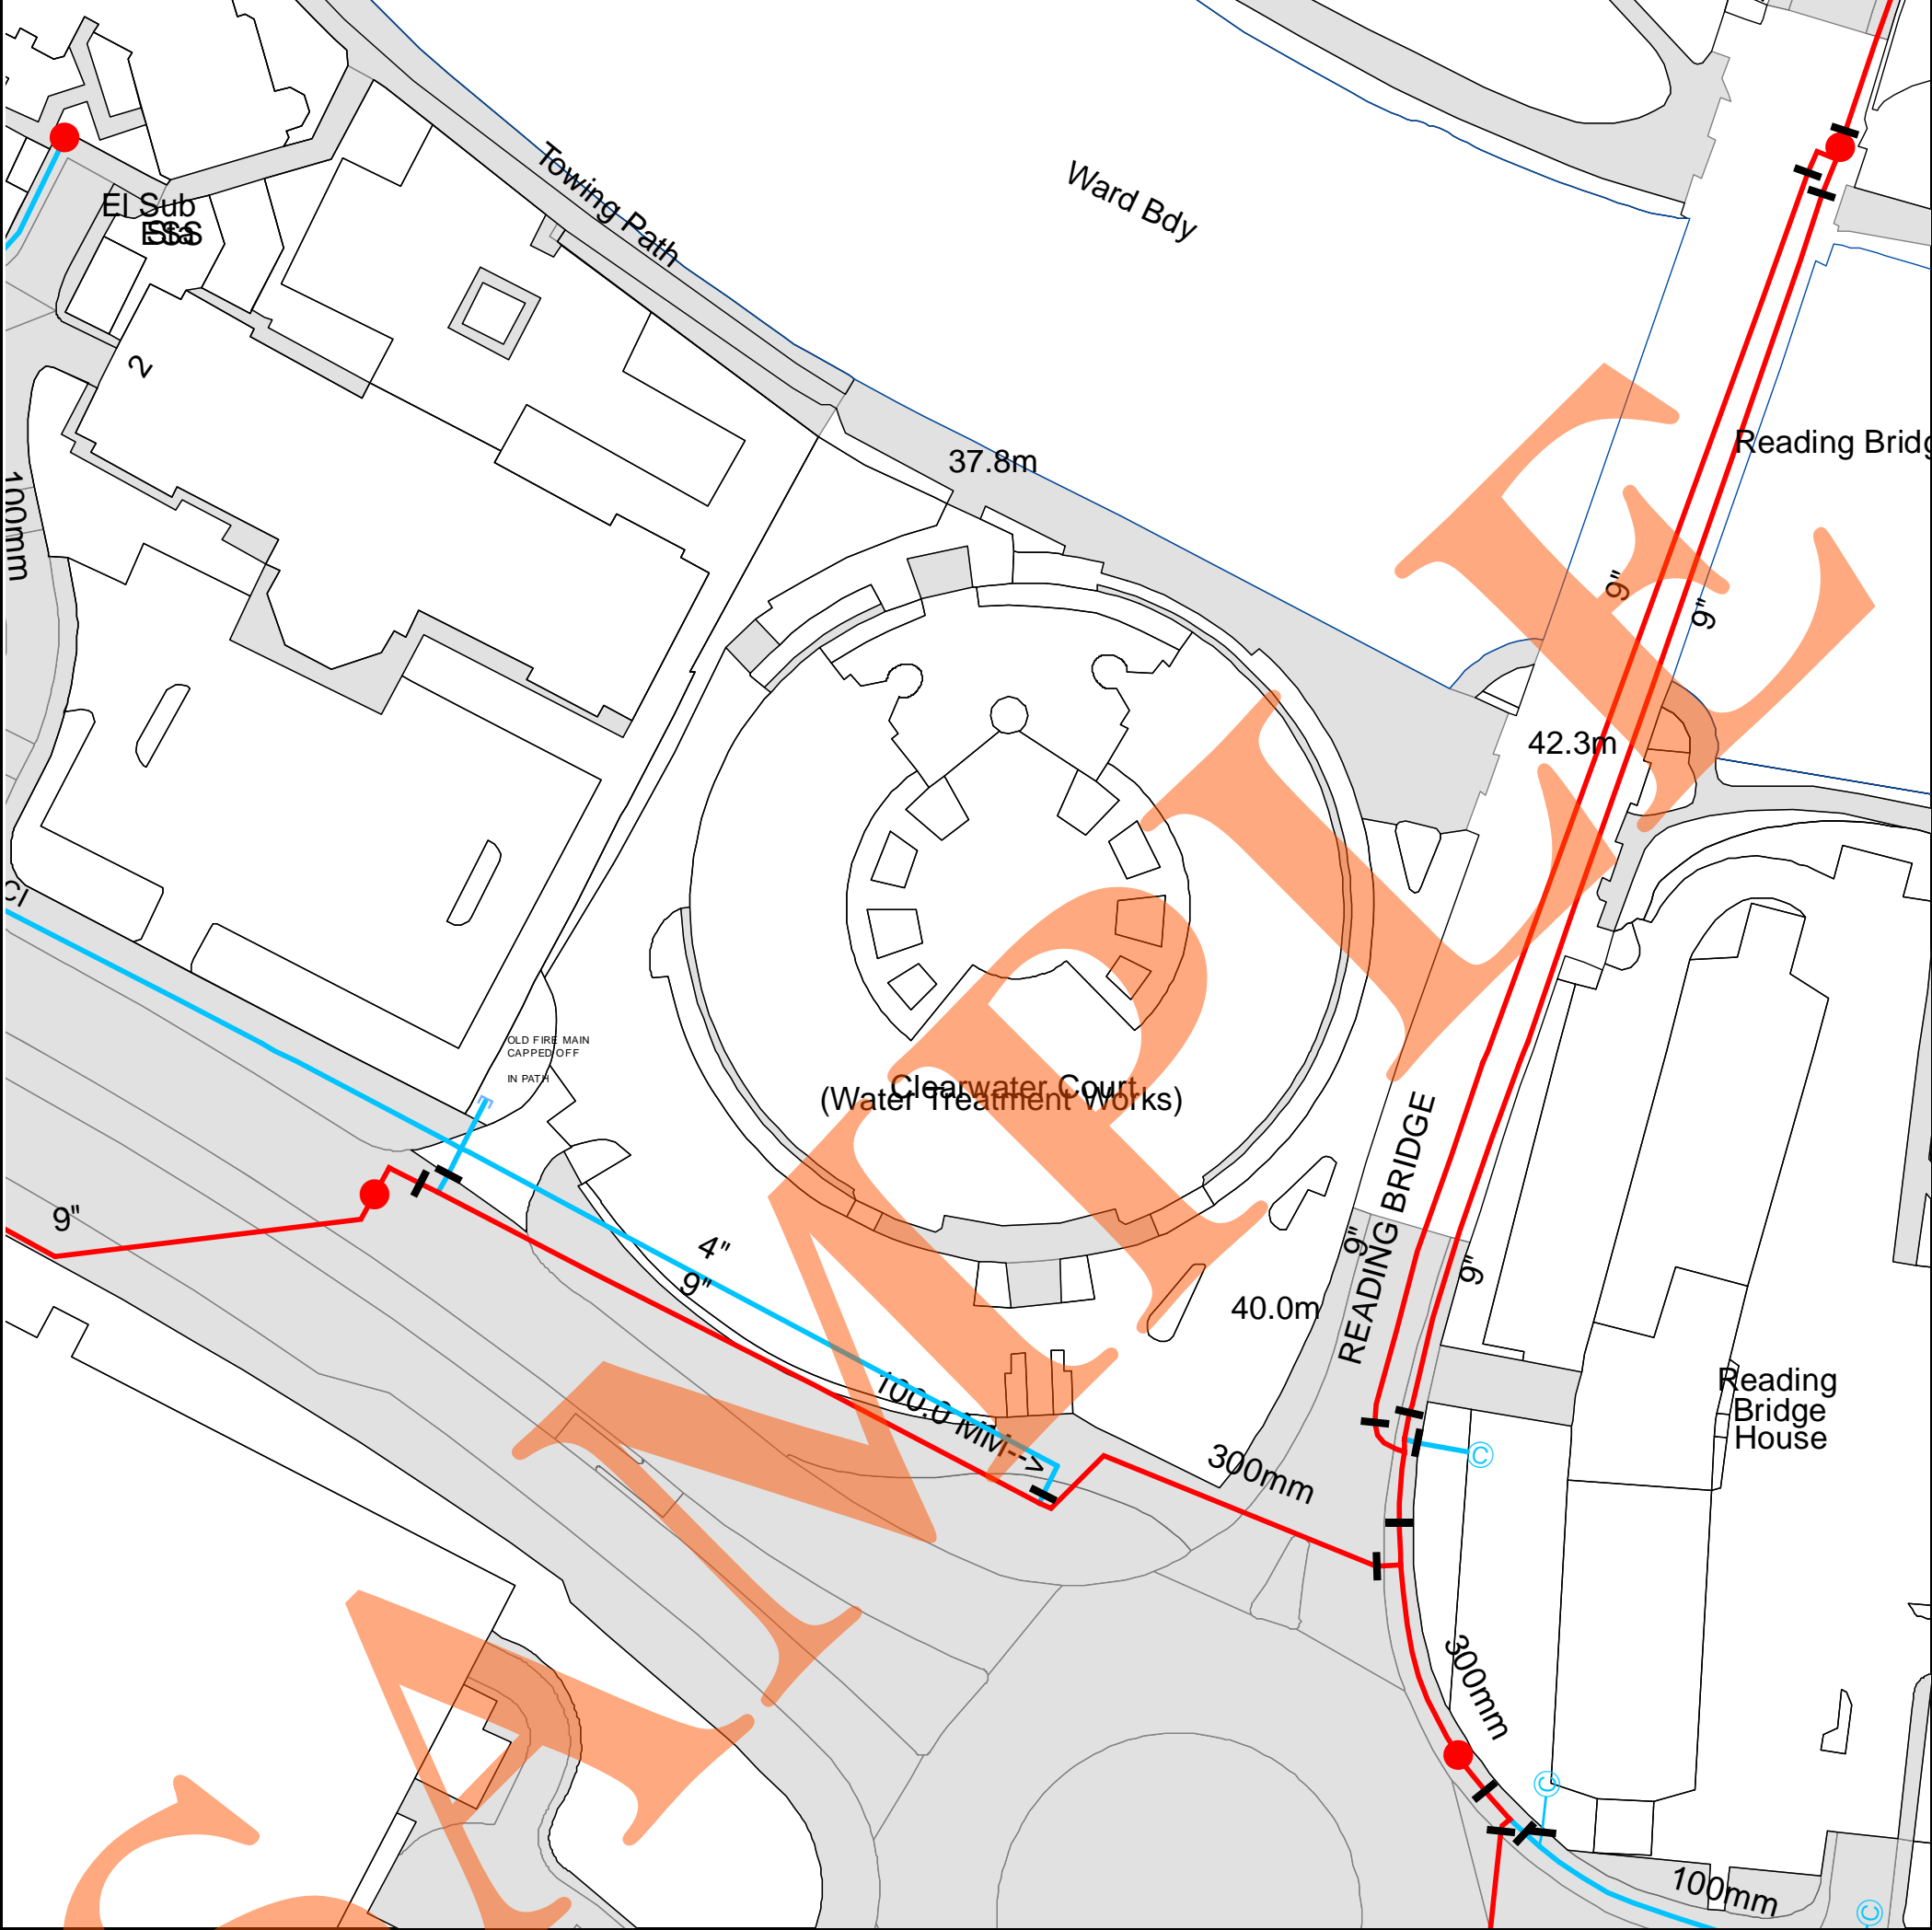 Towing Path
Ward Bdy
El Sub
Sta
ESS
2
37.8m
Reading Bridg
100mm
9"
9"
42.3m
CI
OLD FIRE MAIN
CAPPED OFF
IN PATH
F
Clearwater Court
(Water Treatment Works)
READING BRIDGE
9"
4"
9"
9"
9"
40.0m
100.0 MM-->
300mm
Reading
Bridge
House
©
300mm
©
100mm
©
SAMPLE